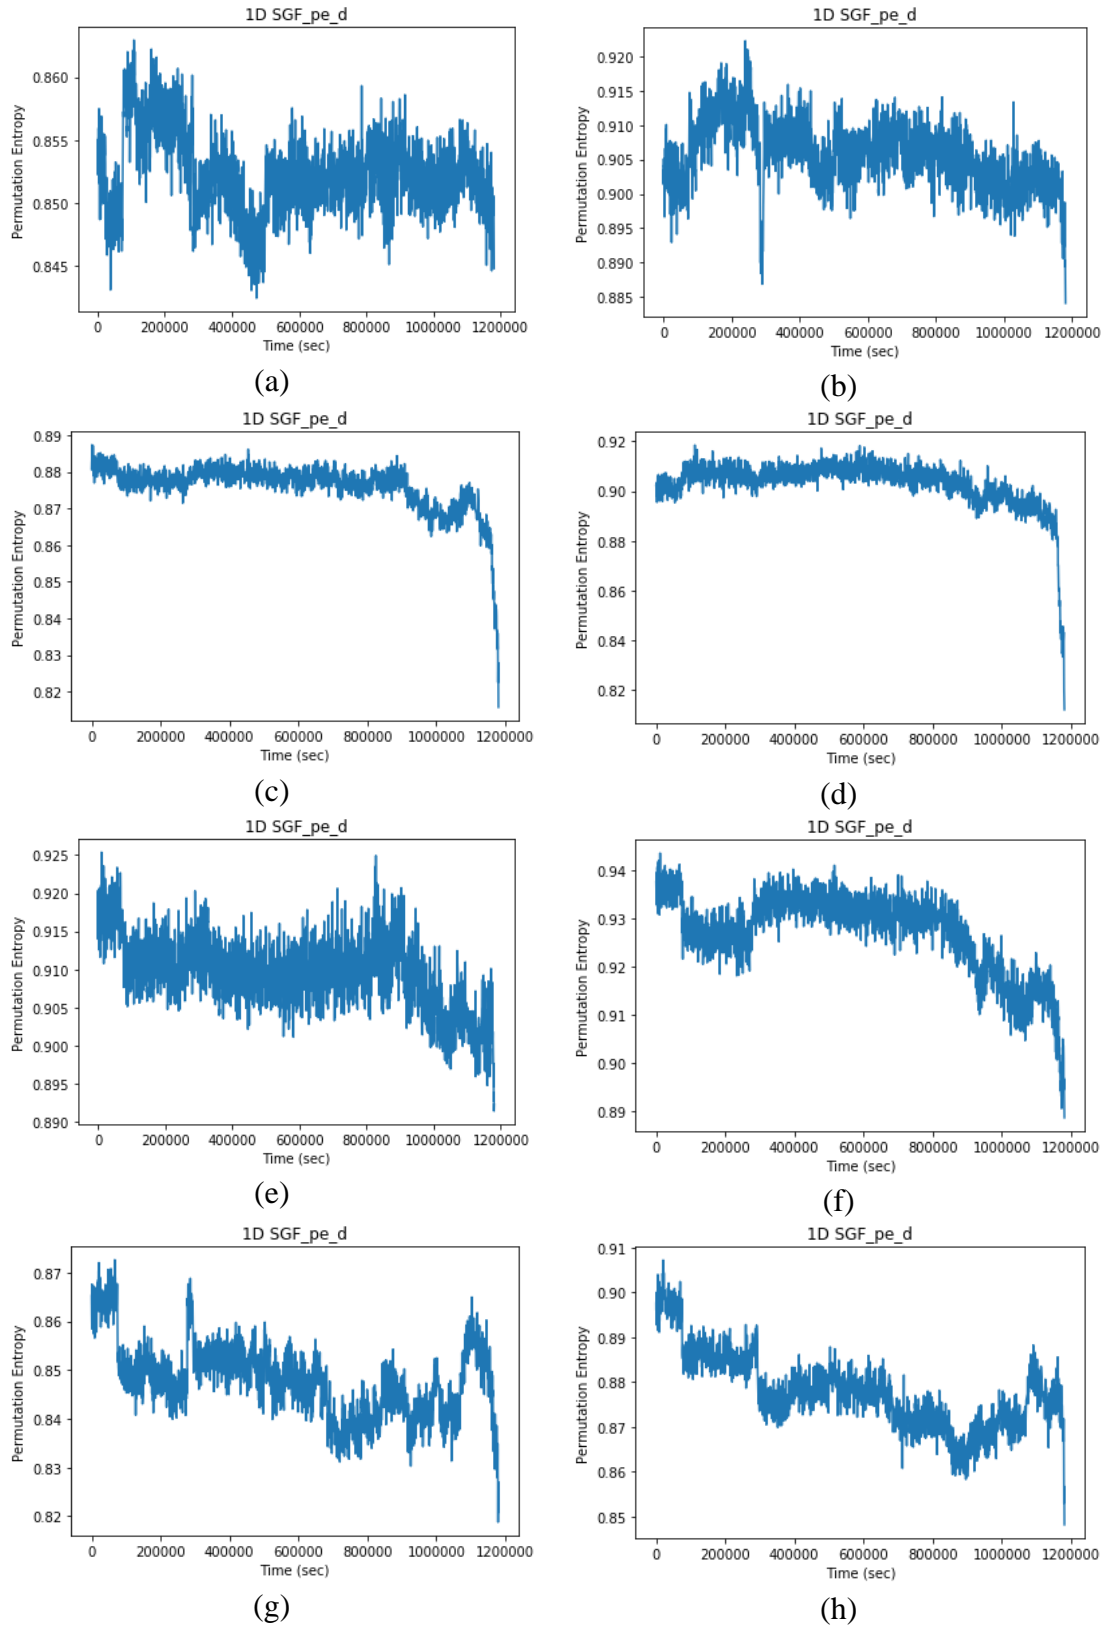 1D SGF_pe_d
Permutation Entropy
0.860
0.855
0.850
0.845
0 200000 400000 600000 800000 1000000 1200000
Time (sec)
(a)
1D SGF_pe_d
Permutation Entropy
0.920
0.915
0.910
0.905
0.900
0.895
0.890
0.885
0 200000 400000 600000 800000 1000000 1200000
Time (sec)
(b)
1D SGF_pe_d
Permutation Entropy
0.89
0.88
0.87
0.86
0.85
0.84
0.83
0.82
0 200000 400000 600000 800000 1000000 1200000
Time (sec)
(c)
1D SGF_pe_d
Permutation Entropy
0.92
0.90
0.88
0.86
0.84
0.82
0 200000 400000 600000 800000 1000000 1200000
Time (sec)
(d)
1D SGF_pe_d
Permutation Entropy
0.925
0.920
0.915
0.910
0.905
0.900
0.895
0.890
0 200000 400000 600000 800000 1000000 1200000
Time (sec)
(e)
1D SGF_pe_d
Permutation Entropy
0.94
0.93
0.92
0.91
0.90
0.89
0 200000 400000 600000 800000 1000000 1200000
Time (sec)
(f)
1D SGF_pe_d
Permutation Entropy
0.87
0.86
0.85
0.84
0.83
0.82
0 200000 400000 600000 800000 1000000 1200000
Time (sec)
(g)
1D SGF_pe_d
Permutation Entropy
0.91
0.90
0.89
0.88
0.87
0.86
0.85
0 200000 400000 600000 800000 1000000 1200000
Time (sec)
(h)